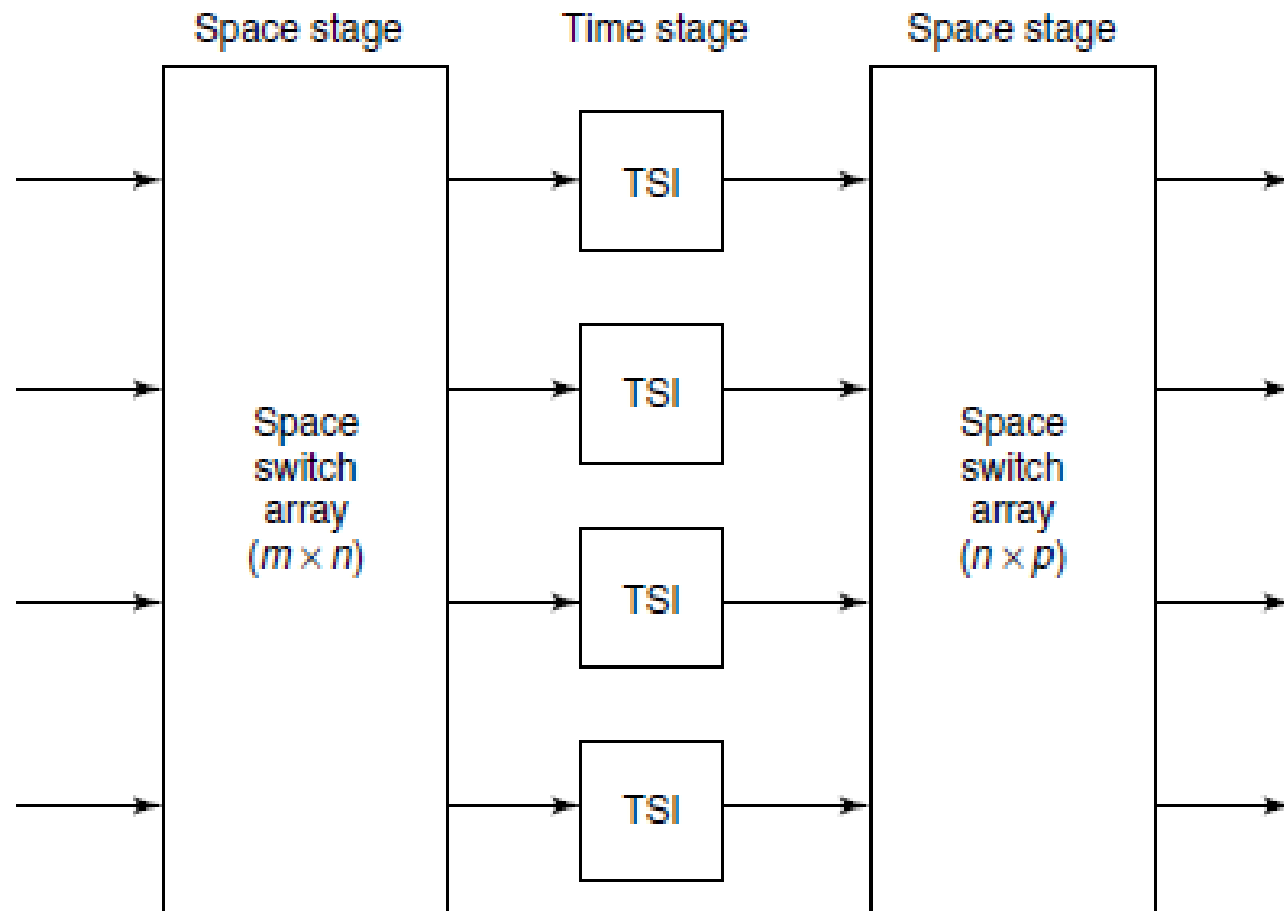 Space stage
Time stage
Space stage
TSI
TSI
TSI
TSI
Space
switch
array
(m × n)
Space
switch
array
(n × p)